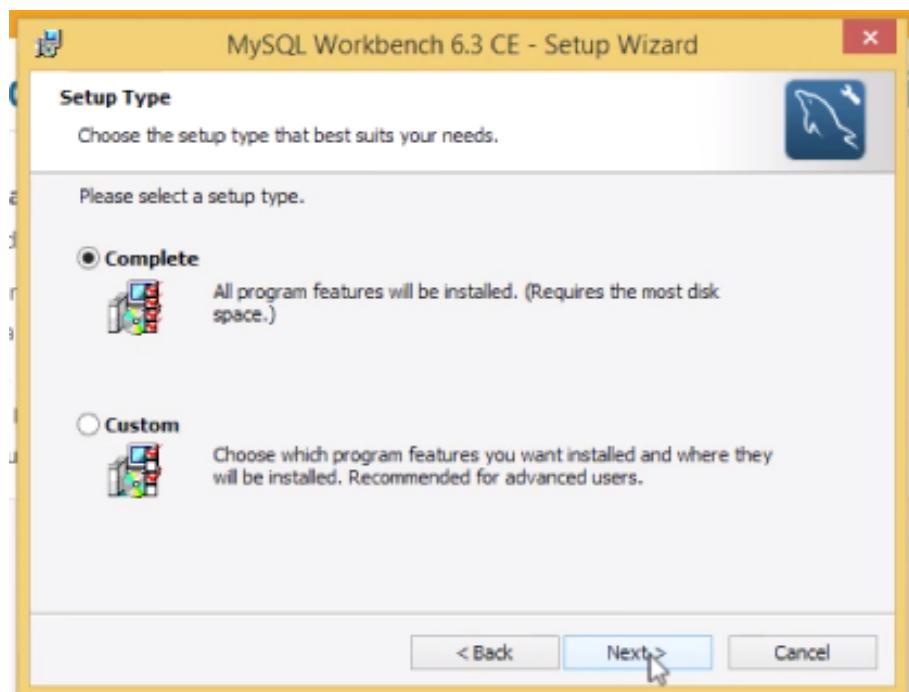 MySQL Workbench 6.3 CE - Setup Wizard
Setup Type
Choose the setup type that best suits your needs.
Please select a setup type.
Complete
All program features will be installed. (Requires the most disk
space.)
Custom
Choose which program features you want installed and where they
will be installed. Recommended for advanced users.
< Back
Next >
Cancel